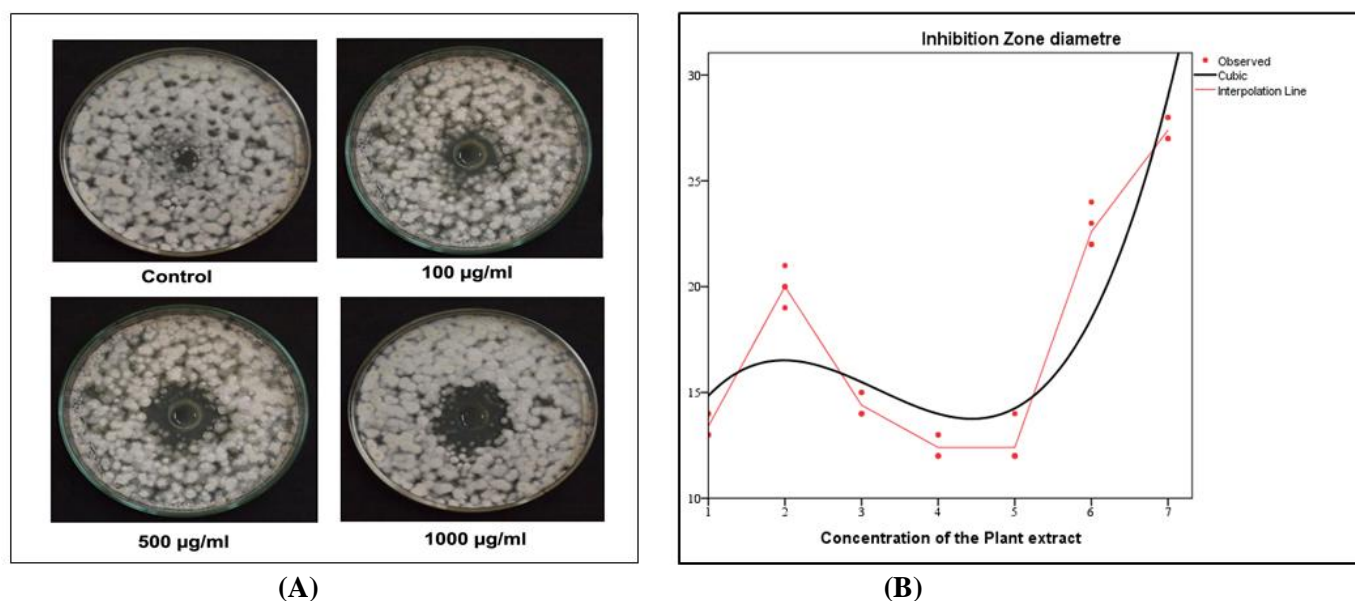 Control
100 µg/ml
500 µg/ml
1000 µg/ml
(A)
Inhibition Zone diametre
Observed
Cubic
Interpolation Line
30
25
20
15
10
1 2 3 4 5 6 7
Concentration of the Plant extract
(B)